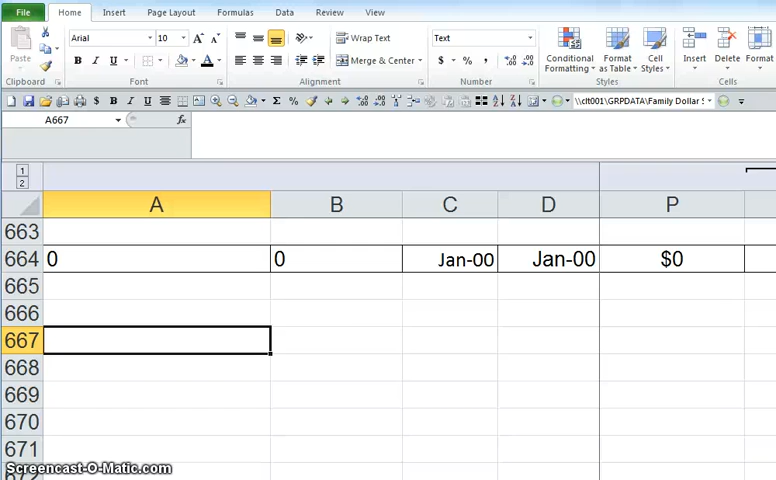 File Home Insert Page Layout Formulas Data Review View
Arial 10 A A Wrap Text Text
Paste B I U A Merge & Center $ % , Conditional Formatting Format as Table Cell Styles Insert Delete Format
Clipboard Font Alignment Number Styles Cells
$ B I U Σ % \\clt001\GRPDATA\Family Dollar S
A667 fx
1
2
A B C D P
663
664 0 0 Jan-00 Jan-00 $0
665
666
667
668
669
670
671
672
Screencast-O-Matic.com